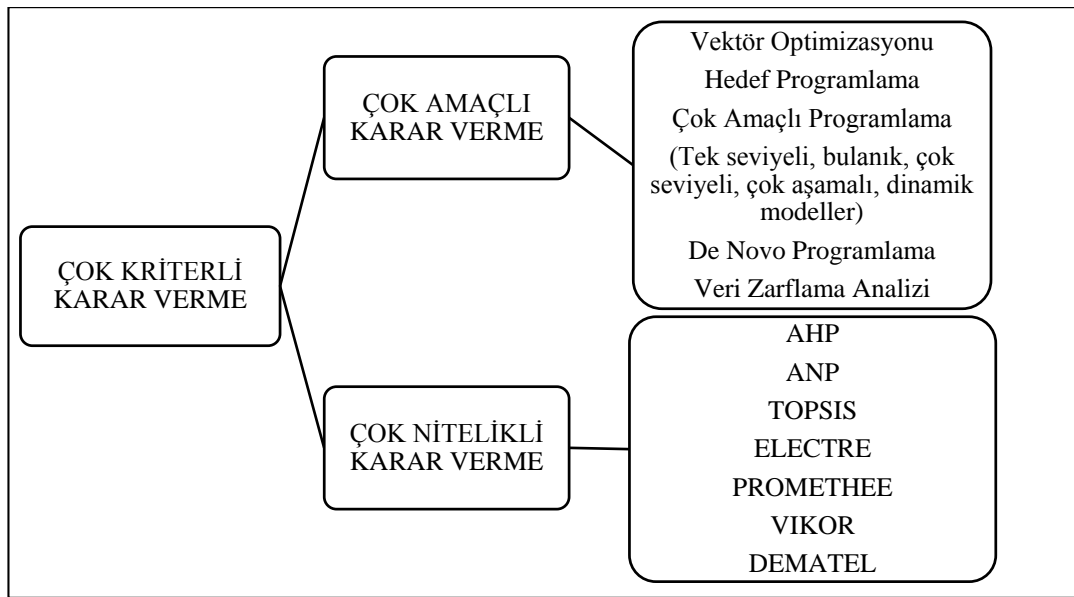 ÇOK KRİTERLİ
KARAR VERME
ÇOK AMAÇLI
KARAR VERME
Vektör Optimizasyonu
Hedef Programlama
Çok Amaçlı Programlama
(Tek seviyeli, bulanık, çok
seviyeli, çok aşamalı, dinamik
modeller)
De Novo Programlama
Veri Zarflama Analizi
ÇOK NİTELİKLİ
KARAR VERME
AHP
ANP
TOPSIS
ELECTRE
PROMETHEE
VIKOR
DEMATEL